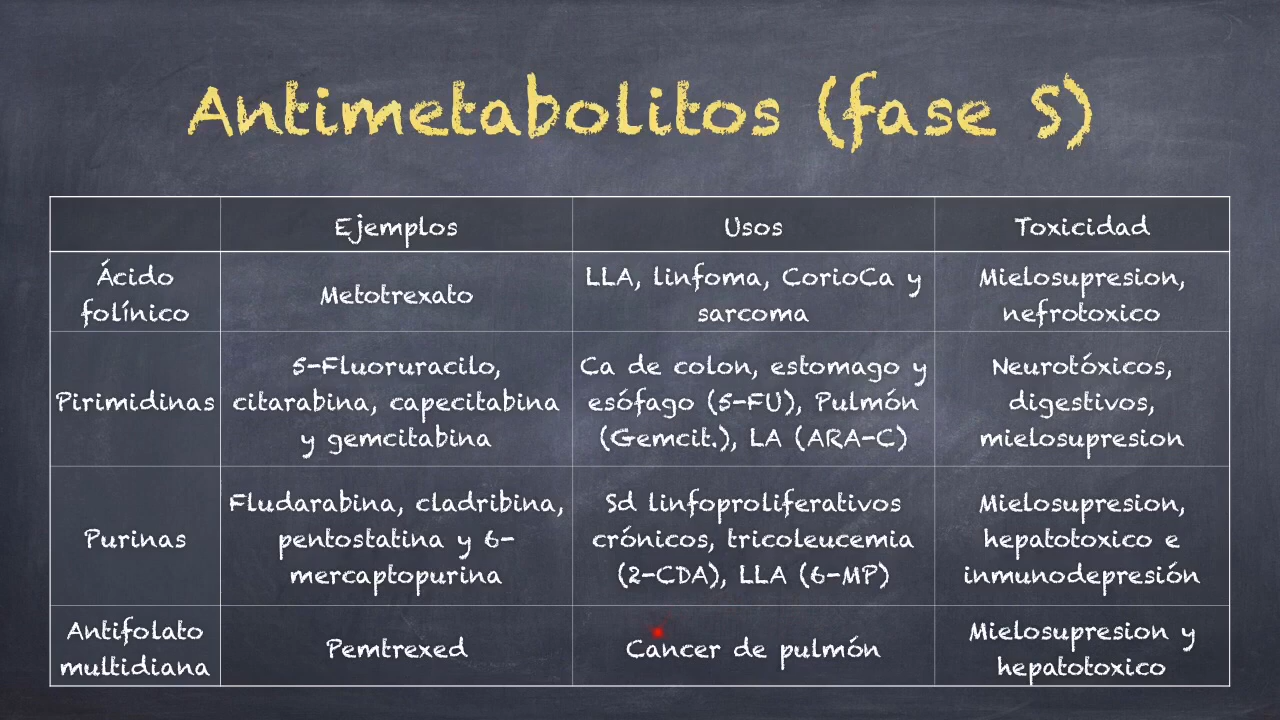 Antimetabolitos (fase S)
Ejemplos
Usos
Toxicidad
Ácido
folínico
Metotrexato
LLA, linfoma, CorioCa y
sarcoma
Mielosupresion,
nefrotoxico
Pirimidinas
5-Fluoruracilo,
citarabina, capecitabina
y gemcitabina
Ca de colon, estomago y
esófago (5-FU), Pulmón
(Gemcit.), LA (ARA-C)
Neurotóxicos,
digestivos,
mielosupresion
Purinas
Fludarabina, cladribina,
pentostatina y 6-
mercaptopurina
Sd linfoproliferativos
crónicos, tricoleucemia
(2-CDA), LLA (6-MP)
Mielosupresion,
hepatotoxico e
inmunodepresión
Antifolato
multidiana
Pemtrexed
Cancer de pulmón
Mielosupresion y
hepatotoxico